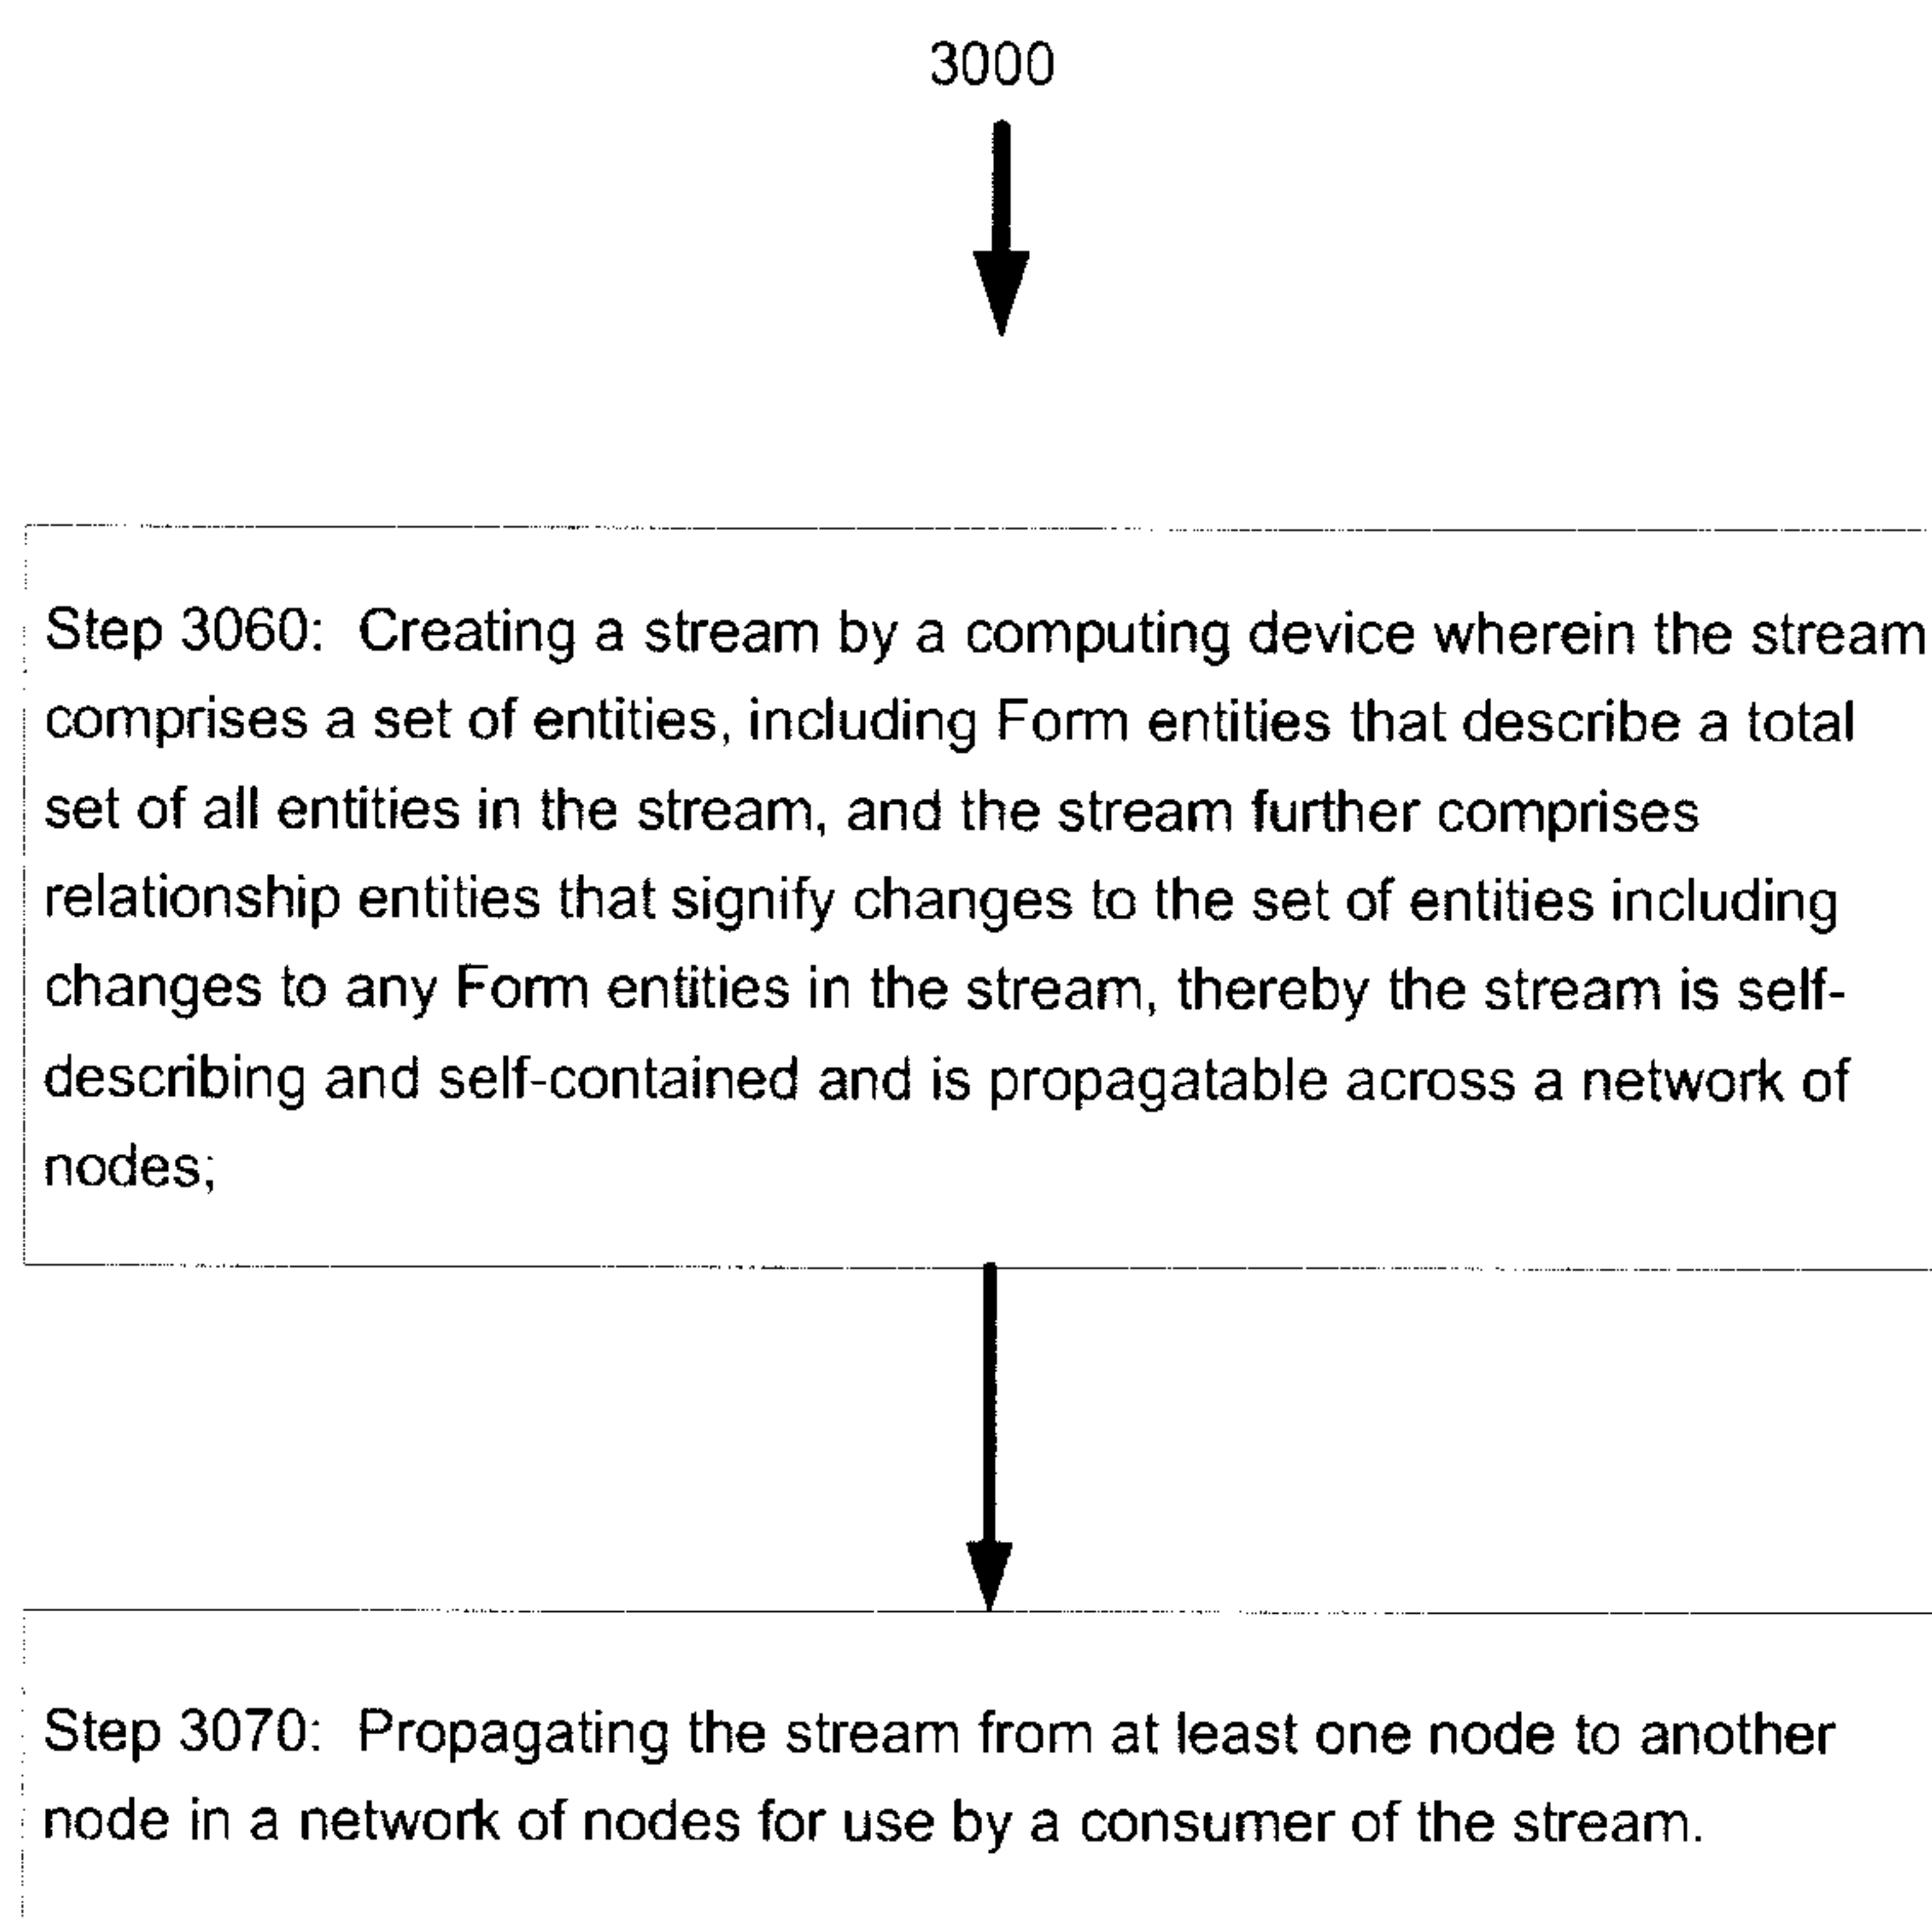 3000
Step 3060: Creating a stream by a computing device wherein the stream
comprises a set of entities, including Form entities that describe a total
set of all entities in the stream, and the stream further comprises
relationship entities that signify changes to the set of entities including
changes to any Form entities in the stream, thereby the stream is self-
describing and self-contained and is propagatable across a network of
nodes;
Step 3070: Propagating the stream from at least one node to another
node in a network of nodes for use by a consumer of the stream.